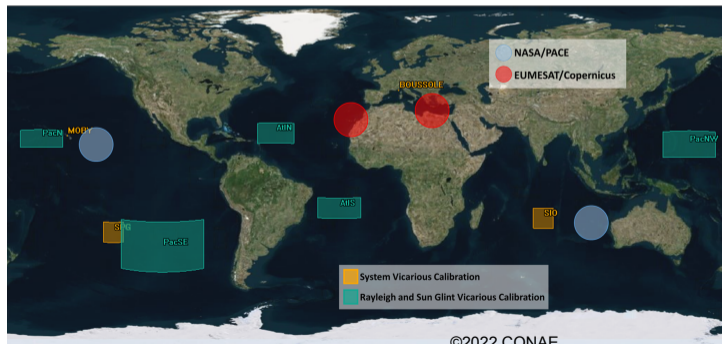 NASA/PACE
EUMESAT/Copernicus
BOUSSOLE
PacN
MOBY
AtlN
PacNW
AtlS
SPG
PacSE
SIO
System Vicarious Calibration
Rayleigh and Sun Glint Vicarious Calibration
©2022 CONAE